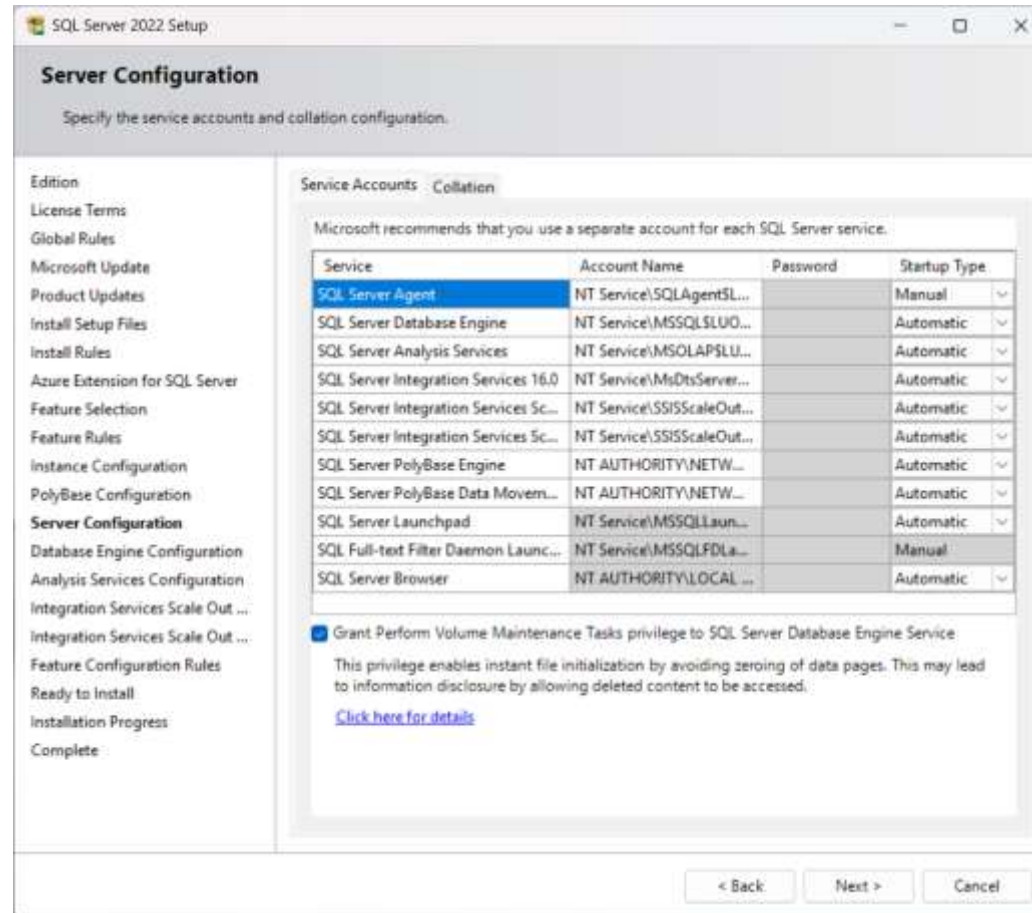 SQL Server 2022 Setup
Server Configuration
Specify the service accounts and collation configuration.
Edition
License Terms
Global Rules
Microsoft Update
Product Updates
Install Setup Files
Install Rules
Azure Extension for SQL Server
Feature Selection
Feature Rules
Instance Configuration
PolyBase Configuration
Server Configuration
Database Engine Configuration
Analysis Services Configuration
Integration Services Scale Out ...
Integration Services Scale Out ...
Feature Configuration Rules
Ready to Install
Installation Progress
Complete
Service Accounts Collation
Microsoft recommends that you use a separate account for each SQL Server service.
Service Account Name Password Startup Type
SQL Server Agent NT Service\SQLAgent$L... Manual
SQL Server Database Engine NT Service\MSSQL$LUO... Automatic
SQL Server Analysis Services NT Service\MSOLAP$LU... Automatic
SQL Server Integration Services 16.0 NT Service\MsDtsServer... Automatic
SQL Server Integration Services Sc... NT Service\SSISScaleOut... Automatic
SQL Server Integration Services Sc... NT Service\SSISScaleOut... Automatic
SQL Server PolyBase Engine NT AUTHORITY\NETW... Automatic
SQL Server PolyBase Data Movem... NT AUTHORITY\NETW... Automatic
SQL Server Launchpad NT Service\MSSQLLaun... Automatic
SQL Full-text Filter Daemon Launc... NT Service\MSSQLFDLa... Manual
SQL Server Browser NT AUTHORITY\LOCAL ... Automatic
Grant Perform Volume Maintenance Tasks privilege to SQL Server Database Engine Service
This privilege enables instant file initialization by avoiding zeroing of data pages. This may lead
to information disclosure by allowing deleted content to be accessed.
Click here for details
< Back Next > Cancel